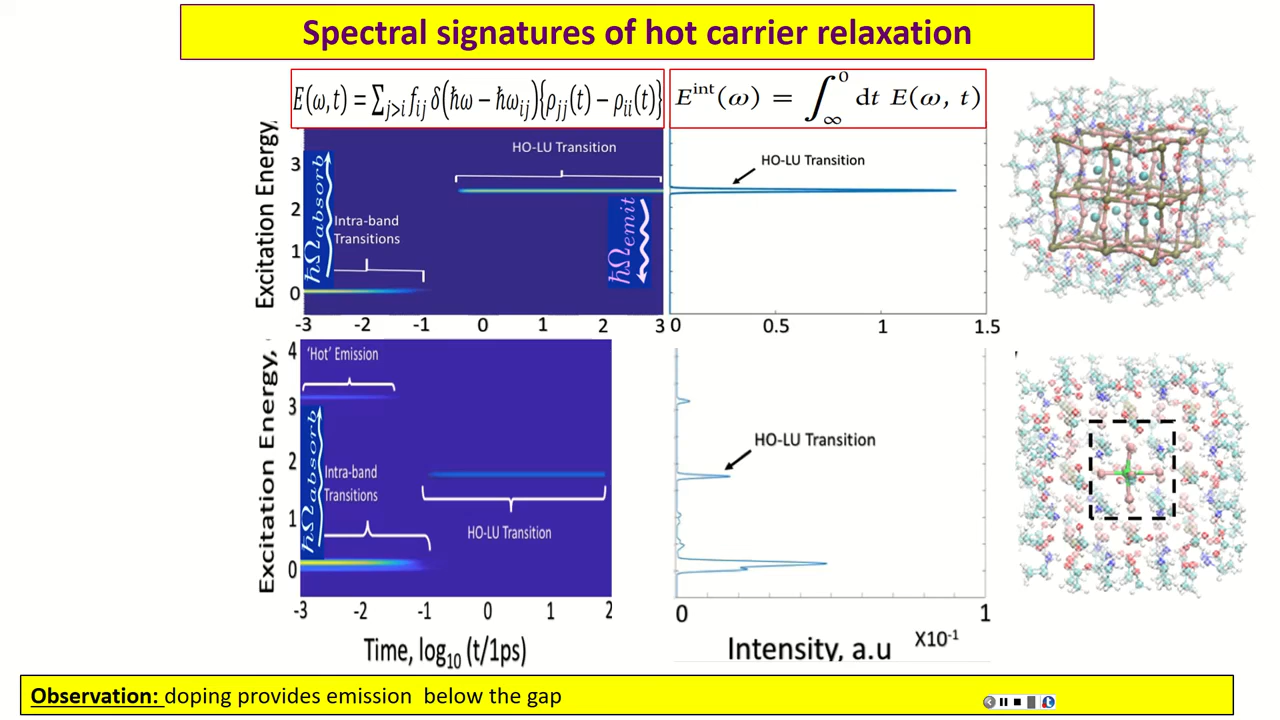 Spectral signatures of hot carrier relaxation
E(ω,t) = ∑j>i fij δ(ħω − ħωij){ρjj(t) − ρii(t)}
E^int(ω) = ∫_∞^0 dt E(ω, t)
Excitation Energy,
3
2
1
0
ħΩabsorb
Intra-band
Transitions
HO-LU Transition
ħΩemit
-3 -2 -1 0 1 2 3
HO-LU Transition
0 0.5 1 1.5
Excitation Energy,
4
3
2
1
0
'Hot' Emission
ħΩabsorb
Intra-band
Transitions
HO-LU Transition
-3 -2 -1 0 1 2
Time, log10 (t/1ps)
HO-LU Transition
0 1
Intensity, a.u X10-1
Observation: doping provides emission below the gap